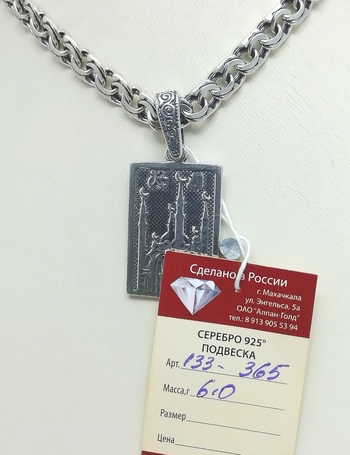 Сделано в России
г. Махачкала
ул. Энгельса, 5а
ОАО "Алпан-Голд"
тел.: 8 913 905 53 94
СЕРЕБРО 925°
ПОДВЕСКА
Арт. 133- 365
Масса,г 6.0
Размер
Цена